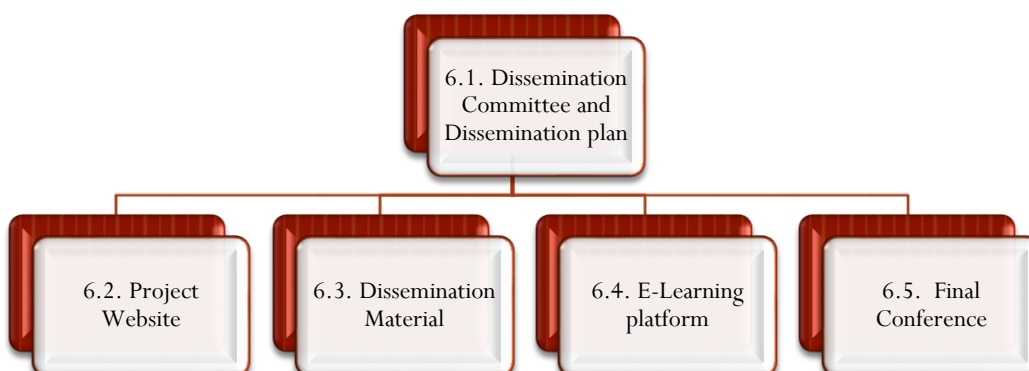 6.1. Dissemination
Committee and
Dissemination plan
6.2. Project
Website
6.3. Dissemination
Material
6.4. E-Learning
platform
6.5. Final
Conference